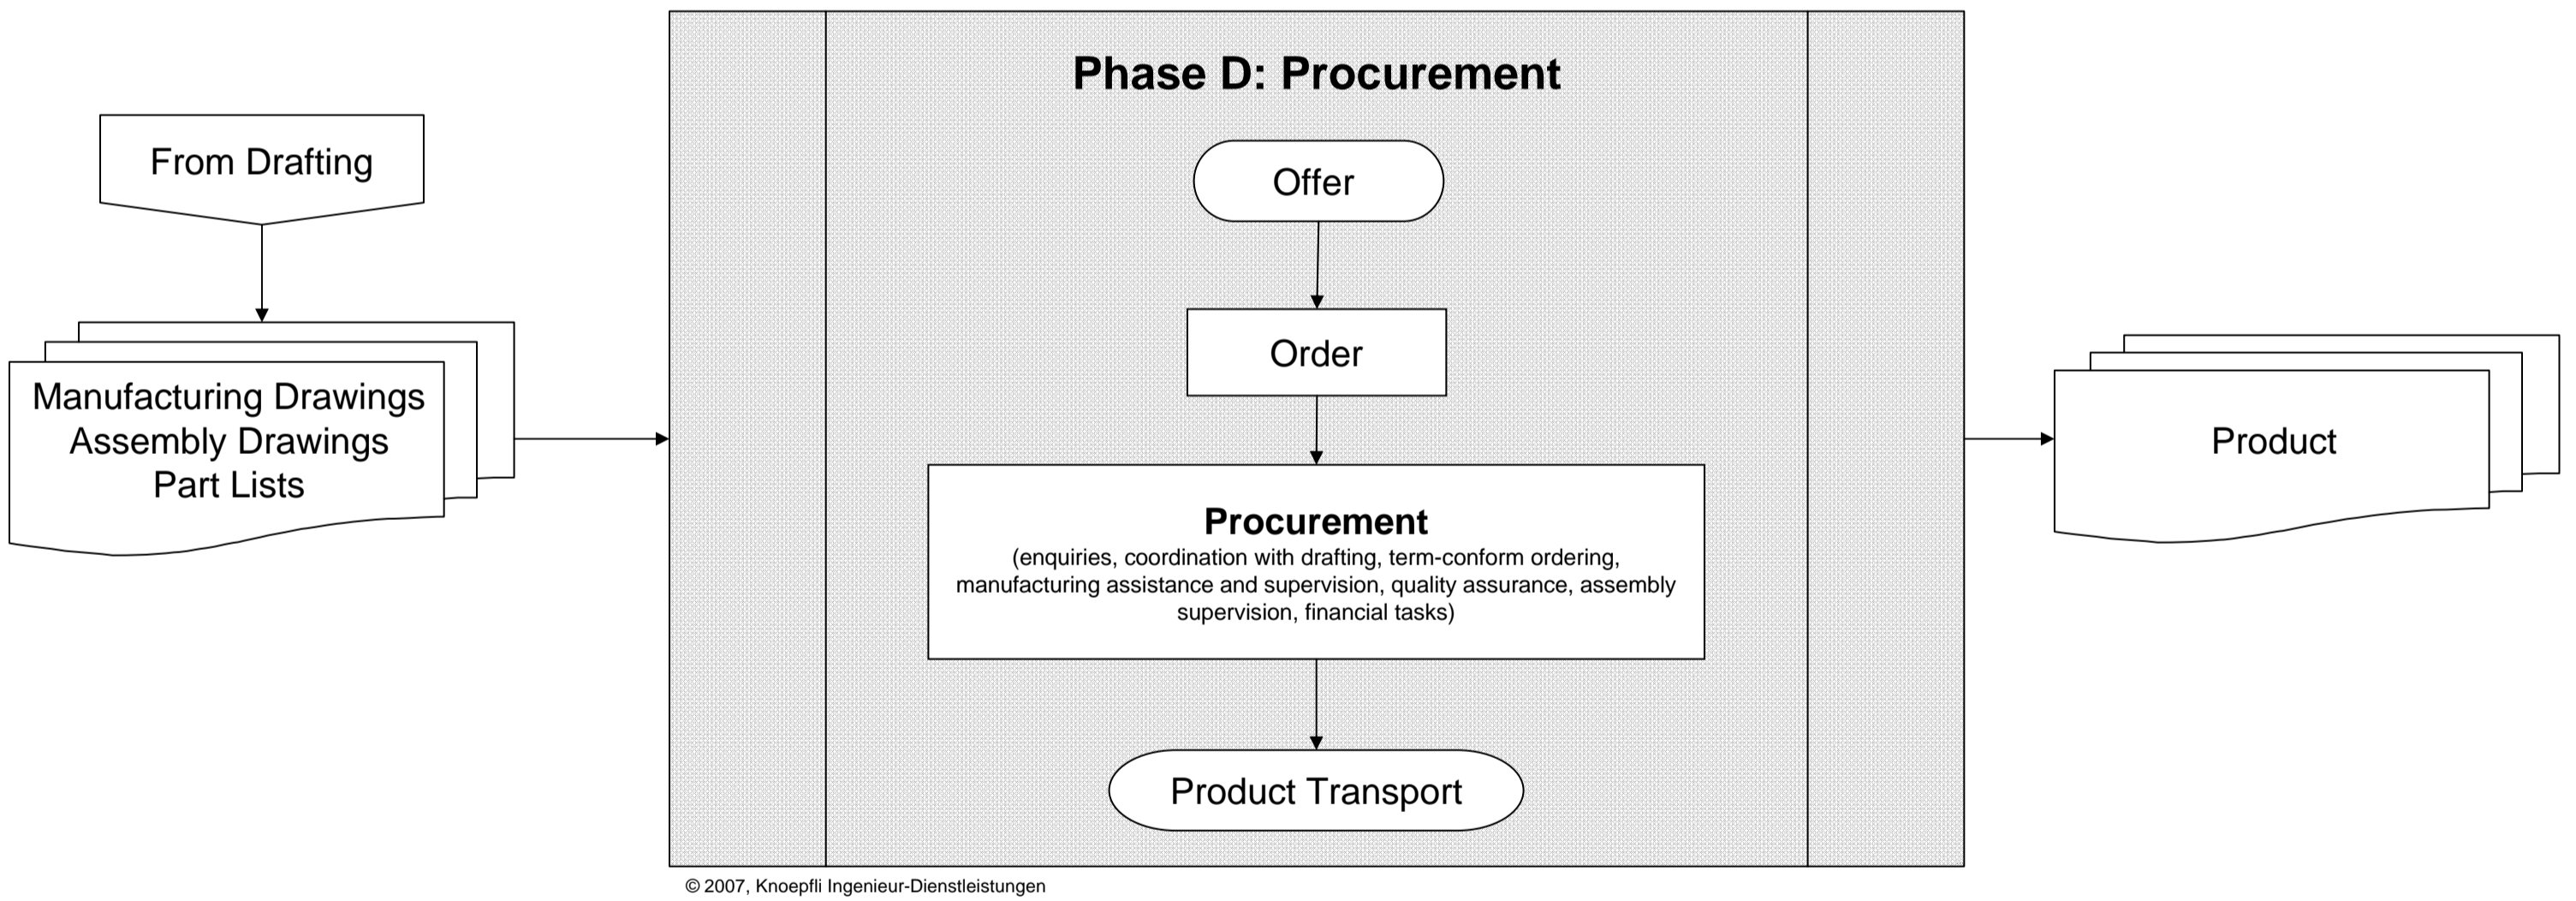 Phase D: Procurement
From Drafting
Manufacturing Drawings
Assembly Drawings
Part Lists
Offer
Order
Procurement
(enquiries, coordination with drafting, term-conform ordering,
manufacturing assistance and supervision, quality assurance, assembly
supervision, financial tasks)
Product Transport
Product
© 2007, Knoepfli Ingenieur-Dienstleistungen